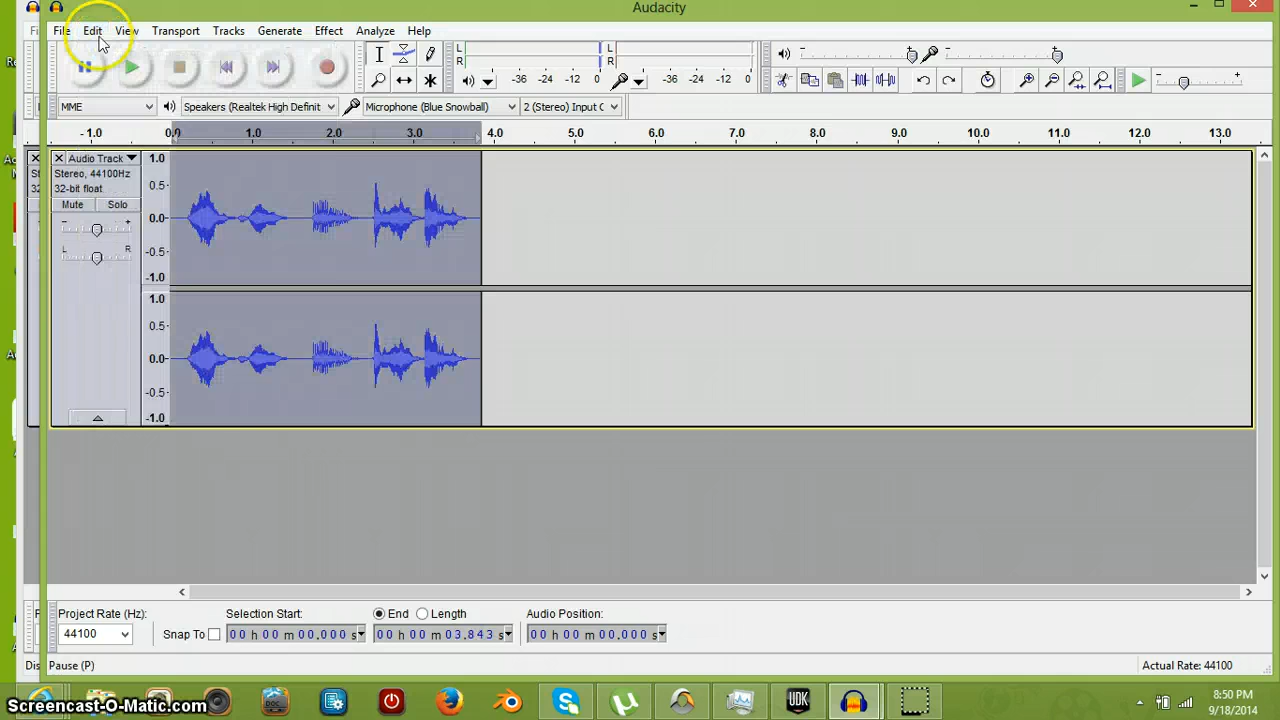 Audacity
Fi File Edit View Transport Tracks Generate Effect Analyze Help
L R -36 -24 -12 0 L R -36 -24 -12 0
MME Speakers (Realtek High Definit Microphone (Blue Snowball) 2 (Stereo) Input C
-1.0 0.0 1.0 2.0 3.0 4.0 5.0 6.0 7.0 8.0 9.0 10.0 11.0 12.0 13.0
Audio Track 1.0
St Stereo, 44100Hz
32 32-bit float 0.5
Mute Solo
- + 0.0
L R -0.5
-1.0
1.0
0.5
0.0
-0.5
-1.0
Project Rate (Hz): Selection Start: End Length Audio Position:
44100 Snap To 00 h 00 m 00.000 s 00 h 00 m 03.843 s 00 h 00 m 00.000 s
Dis Pause (P) Actual Rate: 44100
DOC UDK 8:50 PM
Screencast-O-Matic.com 9/18/2014